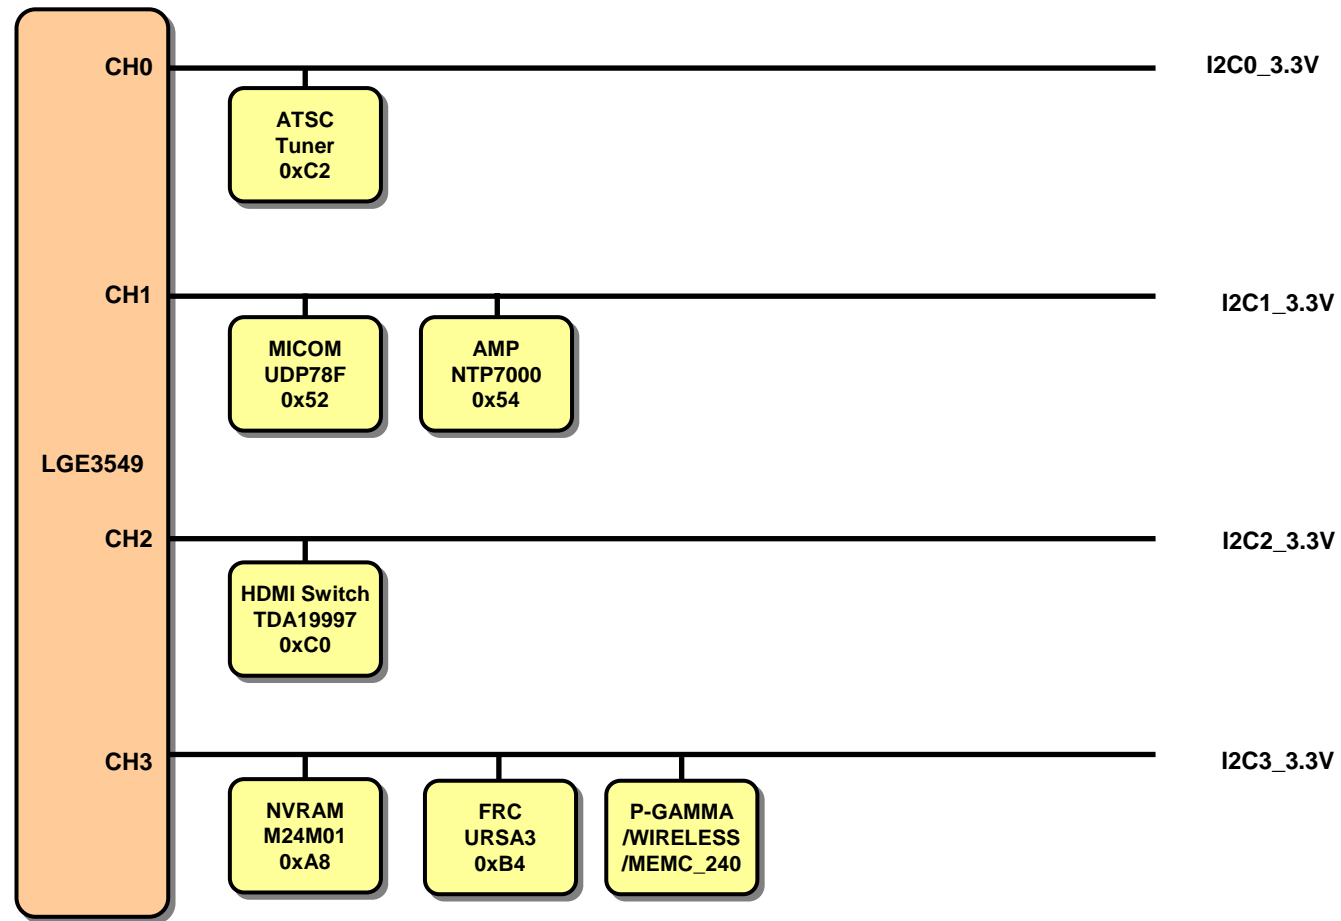 CH0
I2C0_3.3V
ATSC
Tuner
0xC2
CH1
I2C1_3.3V
MICOM
UDP78F
0x52
AMP
NTP7000
0x54
LGE3549
CH2
I2C2_3.3V
HDMI Switch
TDA19997
0xC0
CH3
I2C3_3.3V
NVRAM
M24M01
0xA8
FRC
URSA3
0xB4
P-GAMMA
/WIRELESS
/MEMC_240